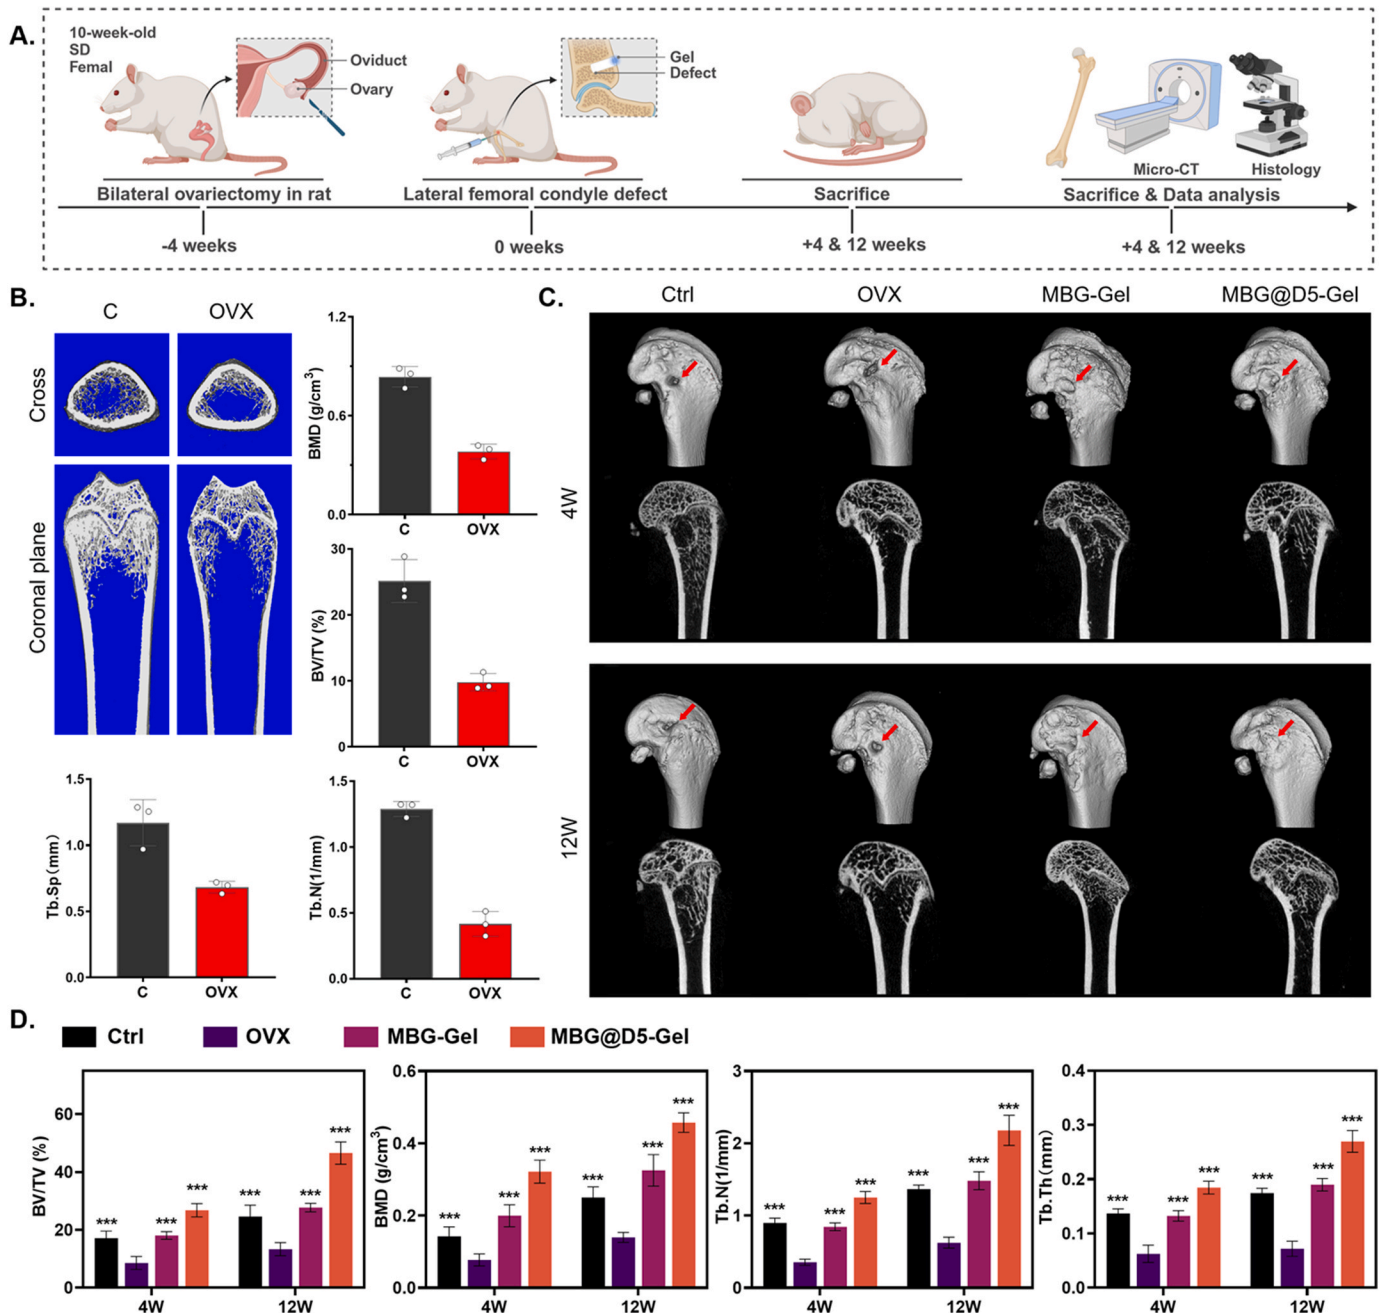 A.
10-week-old
SD
Femal
Oviduct
Ovary
Gel
Defect
Micro-CT
Histology
Bilateral ovariectomy in rat
Lateral femoral condyle defect
Sacrifice
Sacrifice & Data analysis
-4 weeks
0 weeks
+4 & 12 weeks
+4 & 12 weeks
B.
C
OVX
Cross
Coronal plane
BMD (g/cm³)
1.2
0.6
0.0
C
OVX
BV/TV (%)
30
20
10
0
C
OVX
Tb.Sp (mm)
1.5
1.0
0.5
0.0
C
OVX
Tb.N(1/mm)
1.5
1.0
0.5
0.0
C
OVX
C.
Ctrl
OVX
MBG-Gel
MBG@D5-Gel
4W
12W
D.
Ctrl
OVX
MBG-Gel
MBG@D5-Gel
BV/TV (%)
60
40
20
0
***
***
***
***
***
***
4W
12W
BMD (g/cm³)
0.6
0.4
0.2
0.0
***
***
***
***
***
***
4W
12W
Tb.N(1/mm)
3
2
1
0
***
***
***
***
***
***
4W
12W
Tb.Th(mm)
0.4
0.3
0.2
0.1
0.0
***
***
***
***
***
***
4W
12W